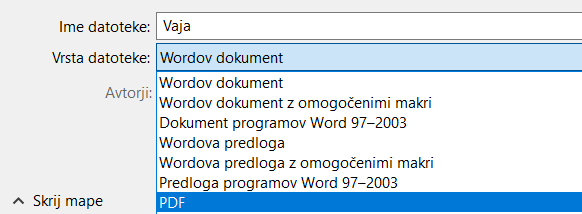 Ime datoteke: Vaja
Vrsta datoteke: Wordov dokument
Avtorji:
Wordov dokument
Wordov dokument z omogočenimi makri
Dokument programov Word 97–2003
Wordova predloga
Wordova predloga z omogočenimi makri
Predloga programov Word 97–2003
PDF
Skrij mape